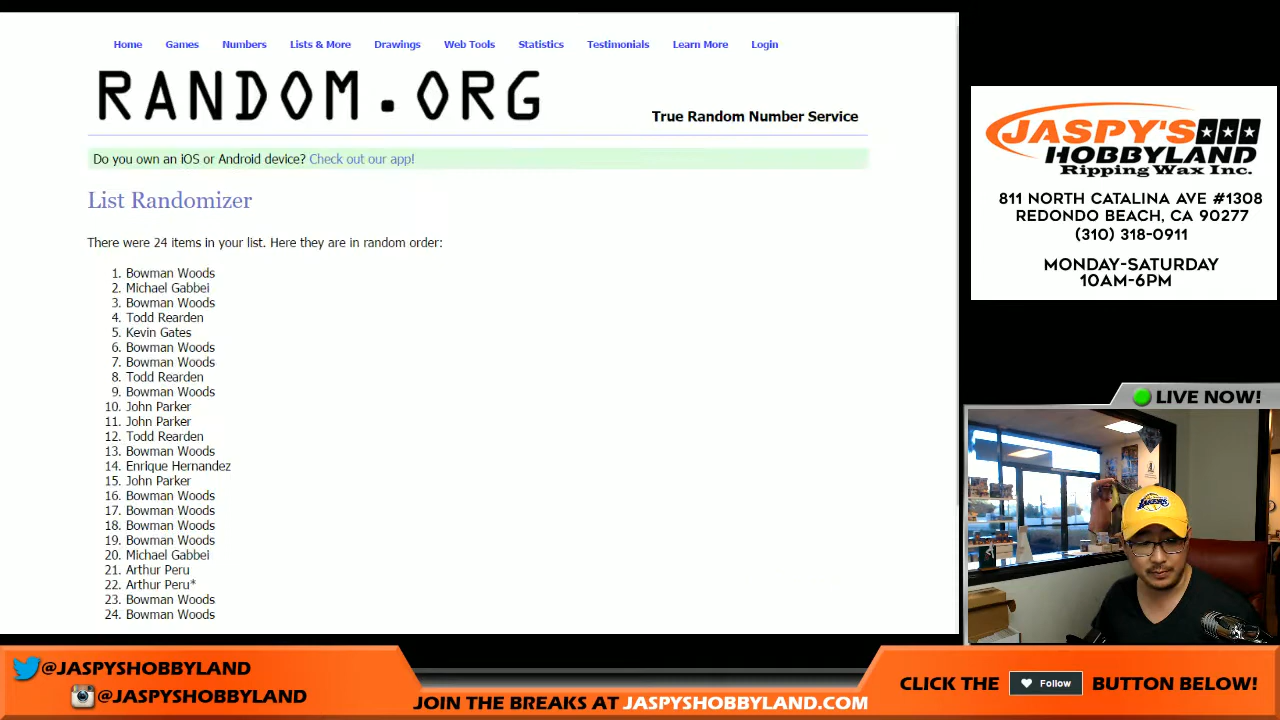 Home Games Numbers Lists & More Drawings Web Tools Statistics Testimonials Learn More Login
RANDOM.ORG
True Random Number Service
Do you own an iOS or Android device? Check out our app!
List Randomizer
There were 24 items in your list. Here they are in random order:
1. Bowman Woods
2. Michael Gabbei
3. Bowman Woods
4. Todd Rearden
5. Kevin Gates
6. Bowman Woods
7. Bowman Woods
8. Todd Rearden
9. Bowman Woods
10. John Parker
11. John Parker
12. Todd Rearden
13. Bowman Woods
14. Enrique Hernandez
15. John Parker
16. Bowman Woods
17. Bowman Woods
18. Bowman Woods
19. Bowman Woods
20. Michael Gabbei
21. Arthur Peru
22. Arthur Peru*
23. Bowman Woods
24. Bowman Woods
JASPY'S
HOBBYLAND
Ripping Wax Inc.
811 NORTH CATALINA AVE #1308
REDONDO BEACH, CA 90277
(310) 318-0911
MONDAY-SATURDAY
10AM-6PM
LIVE NOW!
LAKERS
@JASPYSHOBBYLAND
@JASPYSHOBBYLAND
JOIN THE BREAKS AT JASPYSHOBBYLAND.COM
CLICK THE Follow BUTTON BELOW!